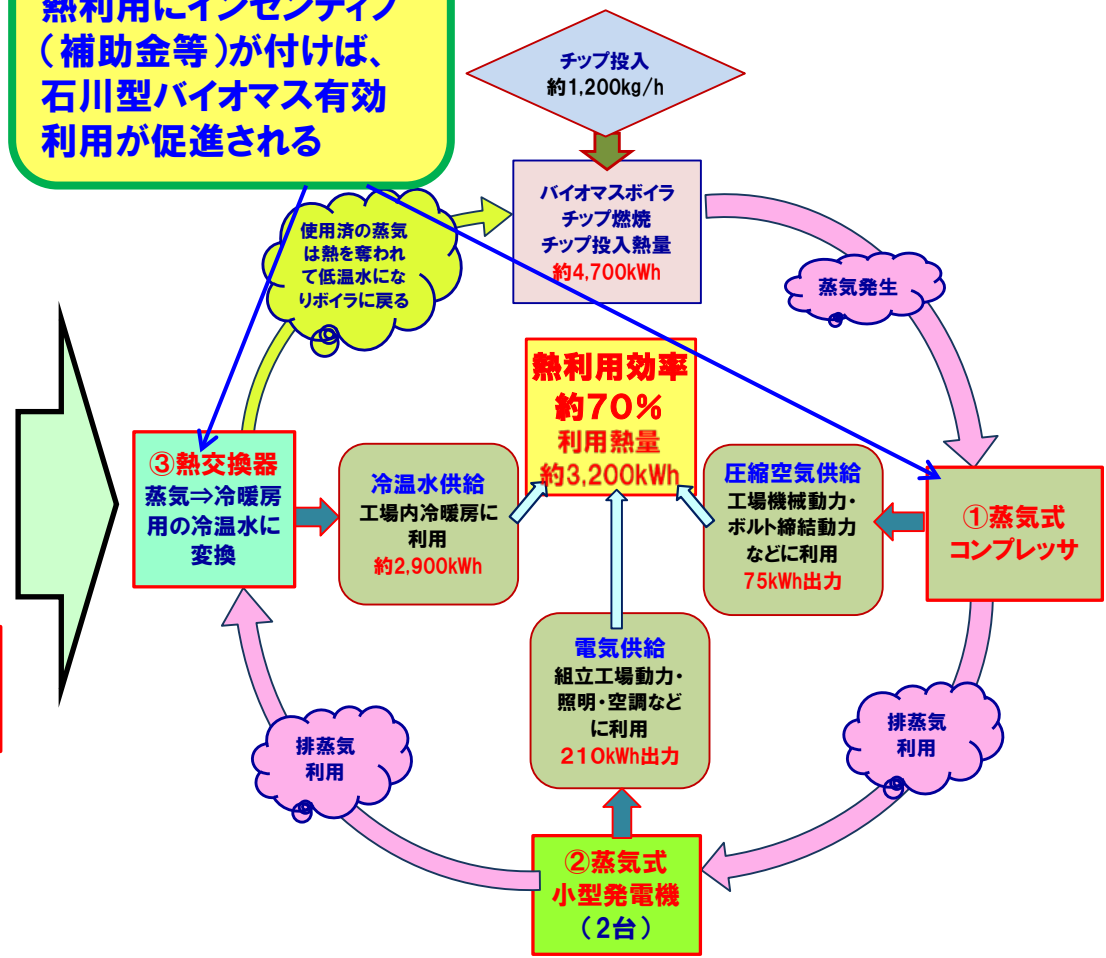 熱利用にインセンティブ
(補助金等)が付けば、
石川型バイオマス有効
利用が促進される
チップ投入
約1,200kg/h
バイオマスボイラ
チップ燃焼
チップ投入熱量
約4,700kWh
使用済の蒸気
は熱を奪われ
て低温水にな
りボイラに戻る
蒸気発生
熱利用効率
約70%
利用熱量
約3,200kWh
③熱交換器
蒸気⇒冷暖房
用の冷温水に
変換
冷温水供給
工場内冷暖房に
利用
約2,900kWh
圧縮空気供給
工場機械動力・
ボルト締結動力
などに利用
75kWh出力
①蒸気式
コンプレッサ
電気供給
組立工場動力・
照明・空調など
に利用
210kWh出力
排蒸気
利用
排蒸気
利用
②蒸気式
小型発電機
(2台)